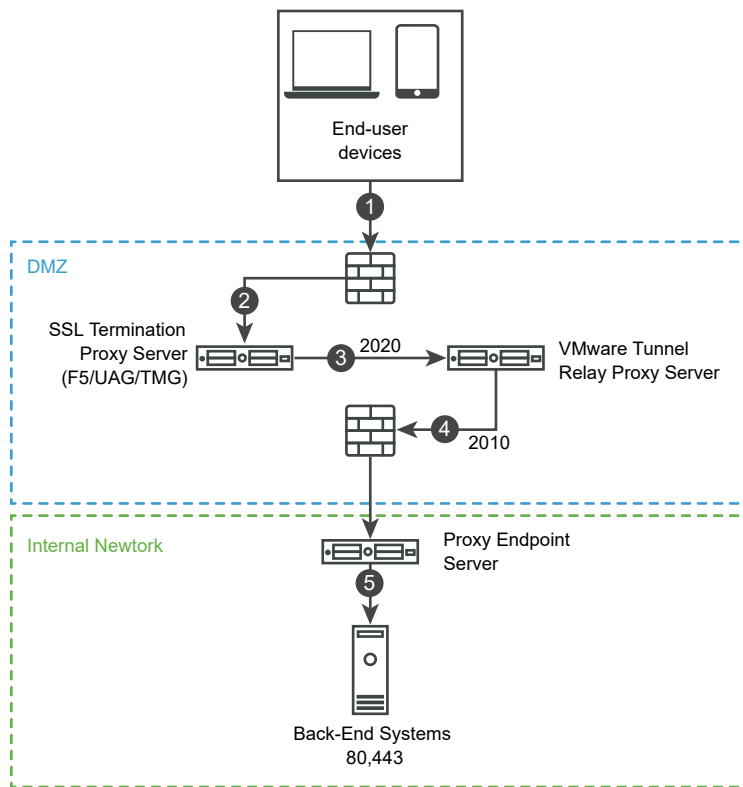 End-user
devices
1
DMZ
2
SSL Termination
Proxy Server
(F5/UAG/TMG)
3
2020
VMware Tunnel
Relay Proxy Server
4
2010
Internal Newtork
Proxy Endpoint
Server
5
Back-End Systems
80,443